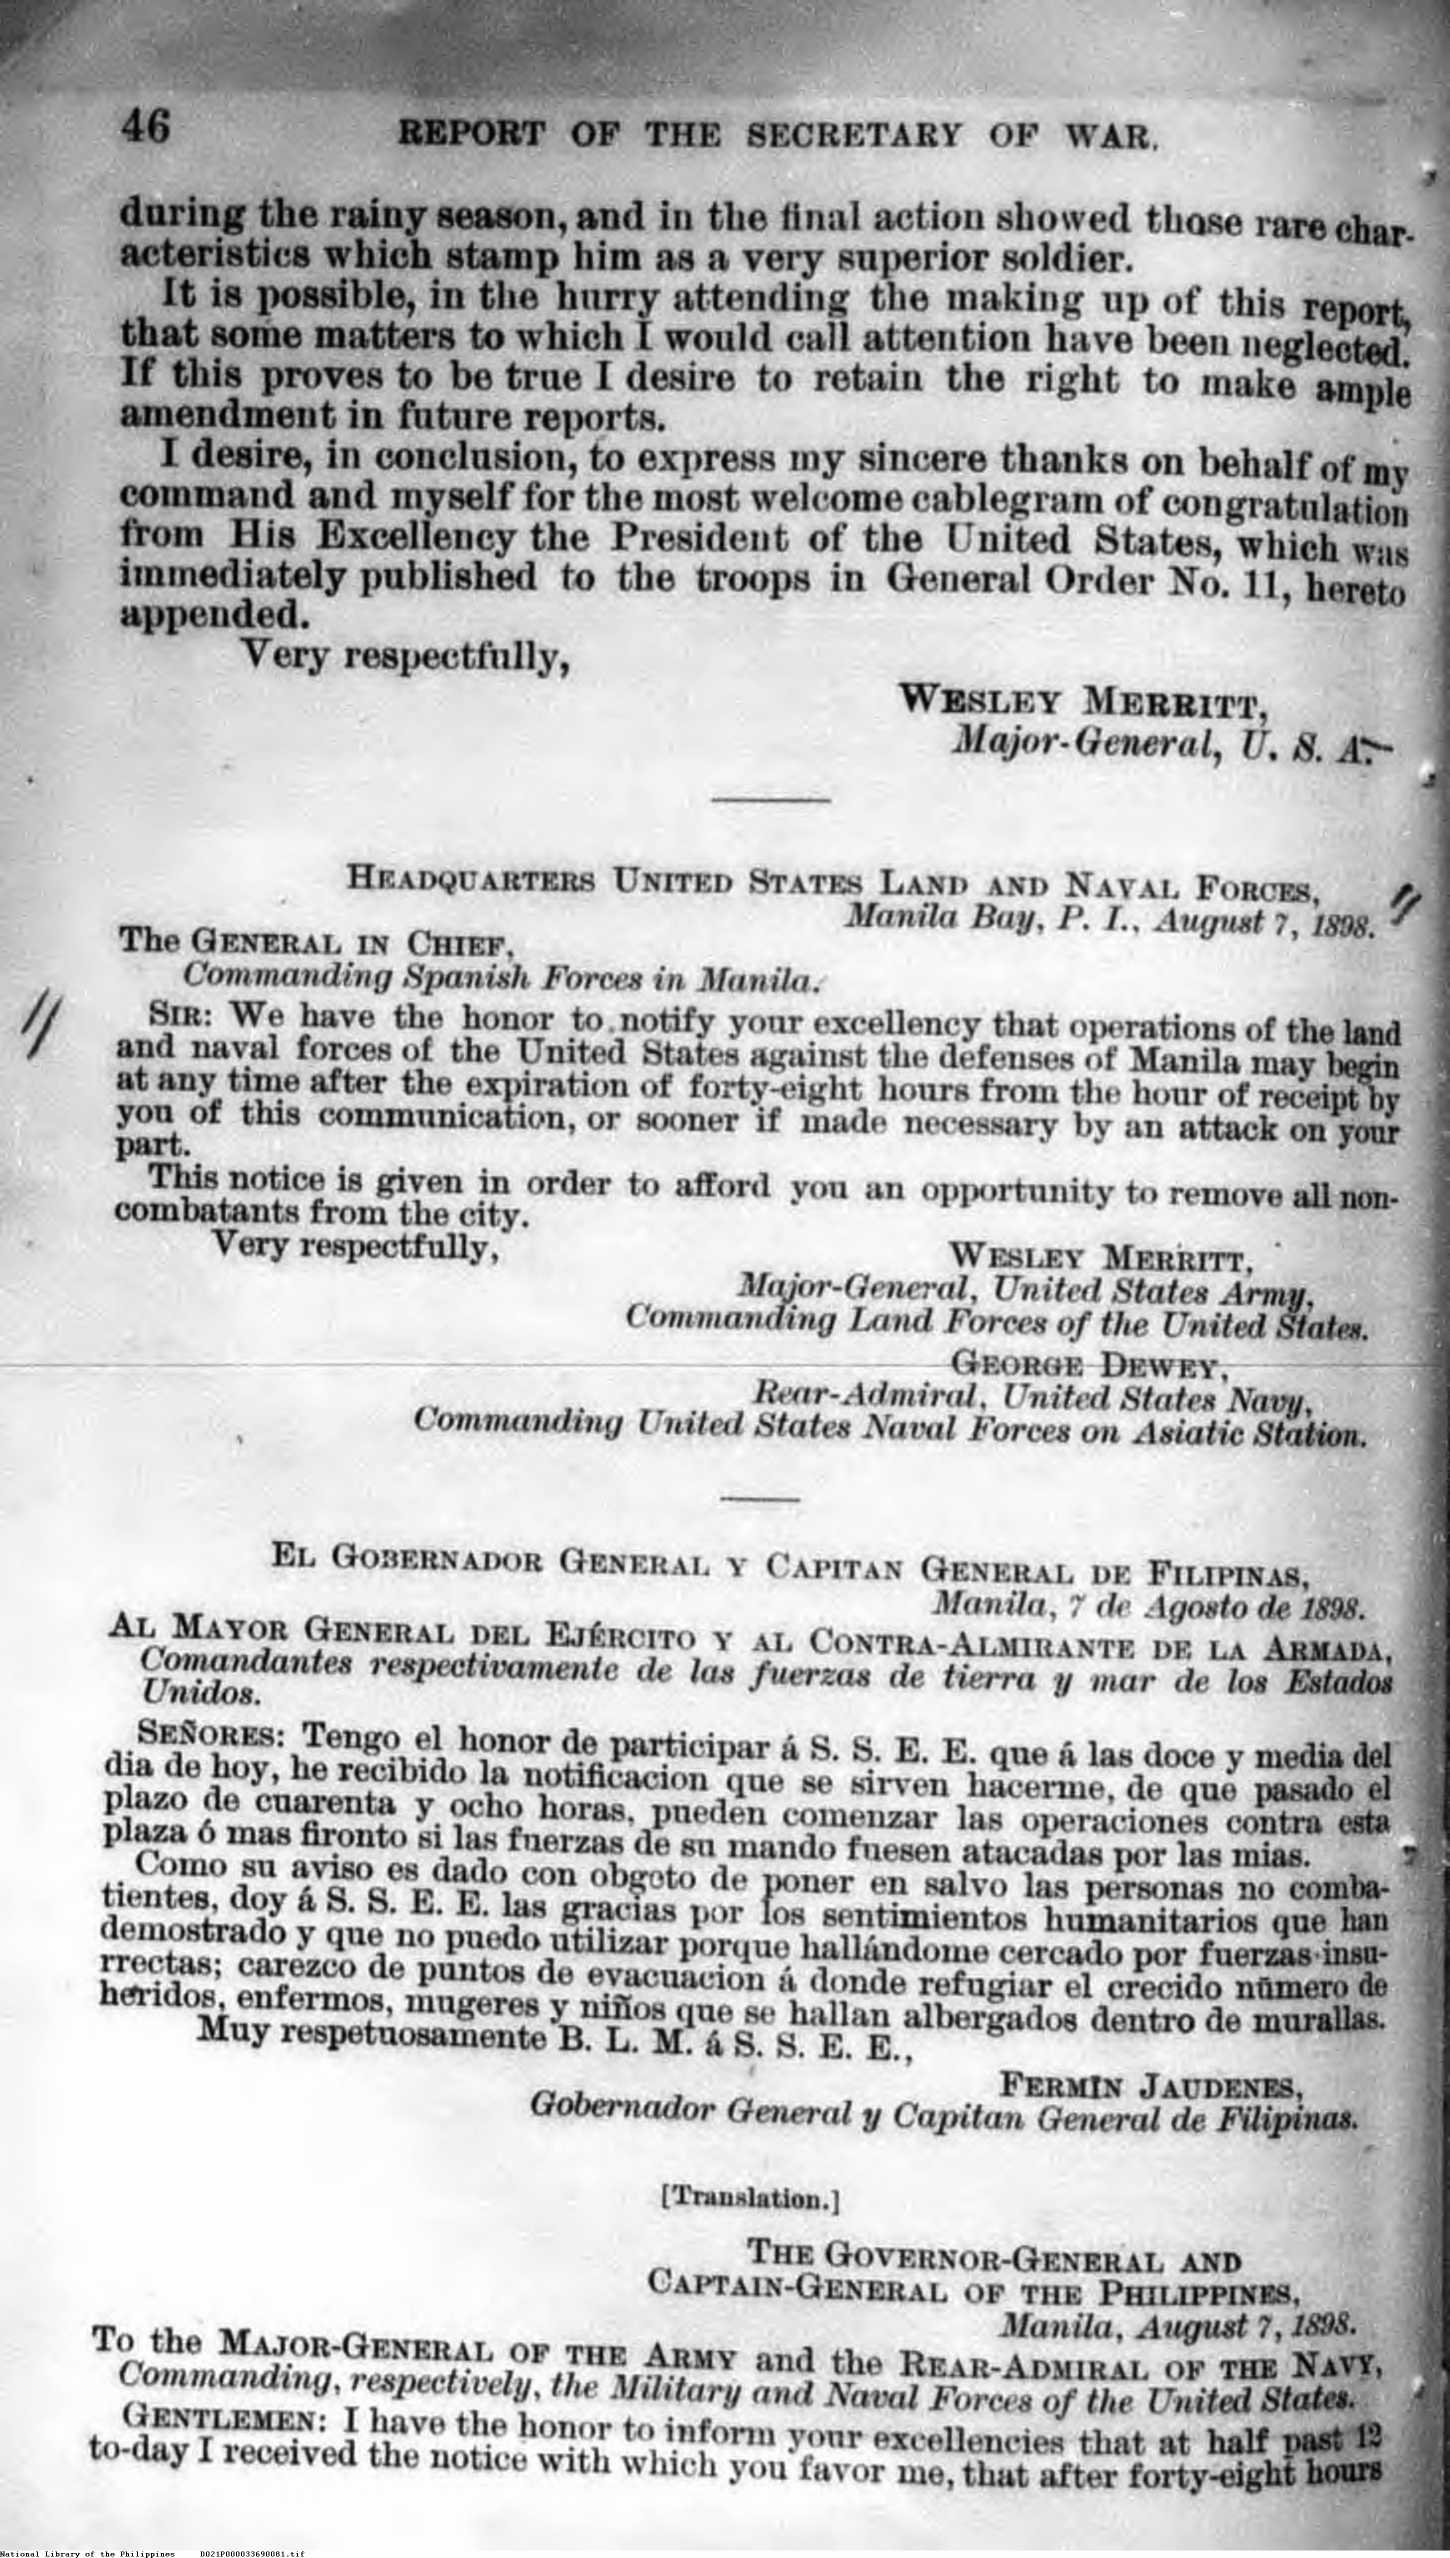 46 REPORT OF THE SECRETARY OF WAR.
during the rainy season, and in the final action showed those rare char-
acteristics which stamp him as a very superior soldier.
It is possible, in the hurry attending the making up of this report,
that some matters to which I would call attention have been neglected.
If this proves to be true I desire to retain the right to make ample
amendment in future reports.
I desire, in conclusion, to express my sincere thanks on behalf of my
command and myself for the most welcome cablegram of congratulation
from His Excellency the President of the United States, which was
immediately published to the troops in General Order No. 11, hereto
appended.
Very respectfully,
WESLEY MERRITT,
Major-General, U. S. A.
HEADQUARTERS UNITED STATES LAND AND NAVAL FORCES,
Manila Bay, P. I., August 7, 1898.
The GENERAL IN CHIEF,
Commanding Spanish Forces in Manila.
SIR: We have the honor to notify your excellency that operations of the land
and naval forces of the United States against the defenses of Manila may begin
at any time after the expiration of forty-eight hours from the hour of receipt by
you of this communication, or sooner if made necessary by an attack on your
part.
This notice is given in order to afford you an opportunity to remove all non-
combatants from the city.
Very respectfully,
WESLEY MERRITT,
Major-General, United States Army,
Commanding Land Forces of the United States.
GEORGE DEWEY,
Rear-Admiral, United States Navy,
Commanding United States Naval Forces on Asiatic Station.
EL GOBERNADOR GENERAL Y CAPITAN GENERAL DE FILIPINAS,
Manila, 7 de Agosto de 1898.
AL MAYOR GENERAL DEL EJÉRCITO Y AL CONTRA-ALMIRANTE DE LA ARMADA,
Comandantes respectivamente de las fuerzas de tierra y mar de los Estados
Unidos.
SEÑORES: Tengo el honor de participar á S. S. E. E. que á las doce y media del
dia de hoy, he recibido la notificacion que se sirven hacerme, de que pasado el
plazo de cuarenta y ocho horas, pueden comenzar las operaciones contra esta
plaza ó mas fironto si las fuerzas de su mando fuesen atacadas por las mias.
Como su aviso es dado con obgeto de poner en salvo las personas no comba-
tientes, doy á S. S. E. E. las gracias por los sentimientos humanitarios que han
demostrado y que no puedo utilizar porque hallándome cercado por fuerzas insu-
rrectas; carezco de puntos de evacuacion á donde refugiar el crecido número de
heridos, enfermos, mugeres y niños que se hallan albergados dentro de murallas.
Muy respetuosamente B. L. M. á S. S. E. E.,
FERMIN JAUDENES,
Gobernador General y Capitan General de Filipinas.
[Translation.]
THE GOVERNOR-GENERAL AND
CAPTAIN-GENERAL OF THE PHILIPPINES,
Manila, August 7, 1898.
To the MAJOR-GENERAL OF THE ARMY and the REAR-ADMIRAL OF THE NAVY,
Commanding, respectively, the Military and Naval Forces of the United States.
GENTLEMEN: I have the honor to inform your excellencies that at half past 12
to-day I received the notice with which you favor me, that after forty-eight hours
National Library of the Philippines D021P000033690081.tif